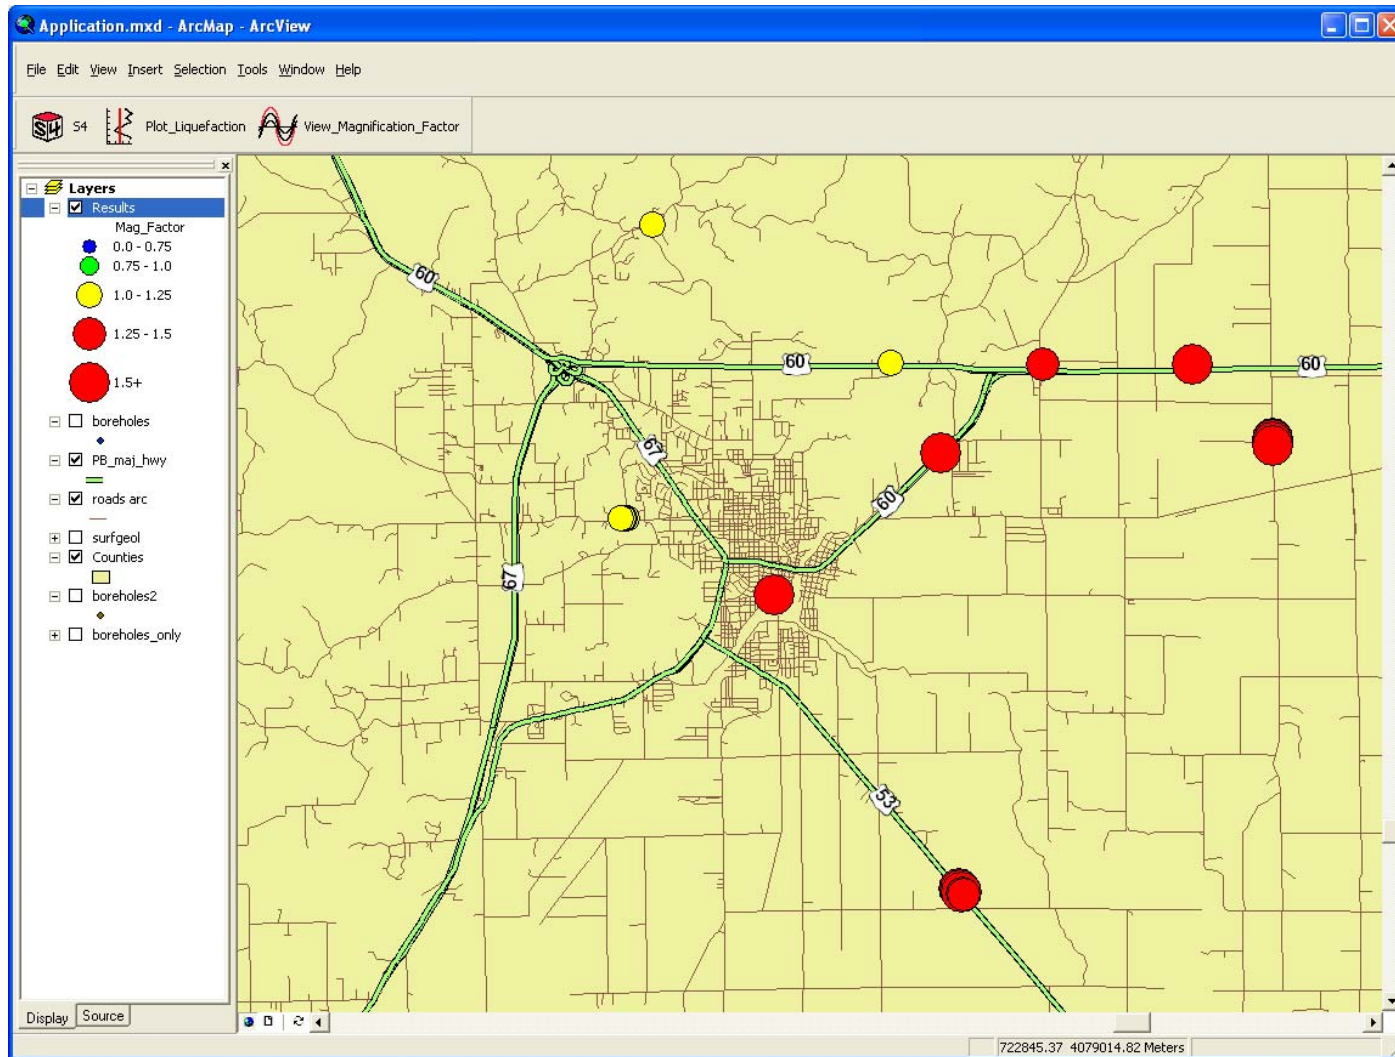 Application.mxd - ArcMap - ArcView
File Edit View Insert Selection Tools Window Help
S4 Plot_Liquefaction View_Magnification_Factor
Layers
Results
Mag_Factor
0.0 - 0.75
0.75 - 1.0
1.0 - 1.25
1.25 - 1.5
1.5+
boreholes
PB_maj_hwy
roads arc
surfgeol
Counties
boreholes2
boreholes_only
Display Source
60
60
60
67
60
67
53
722845.37 4079014.82 Meters